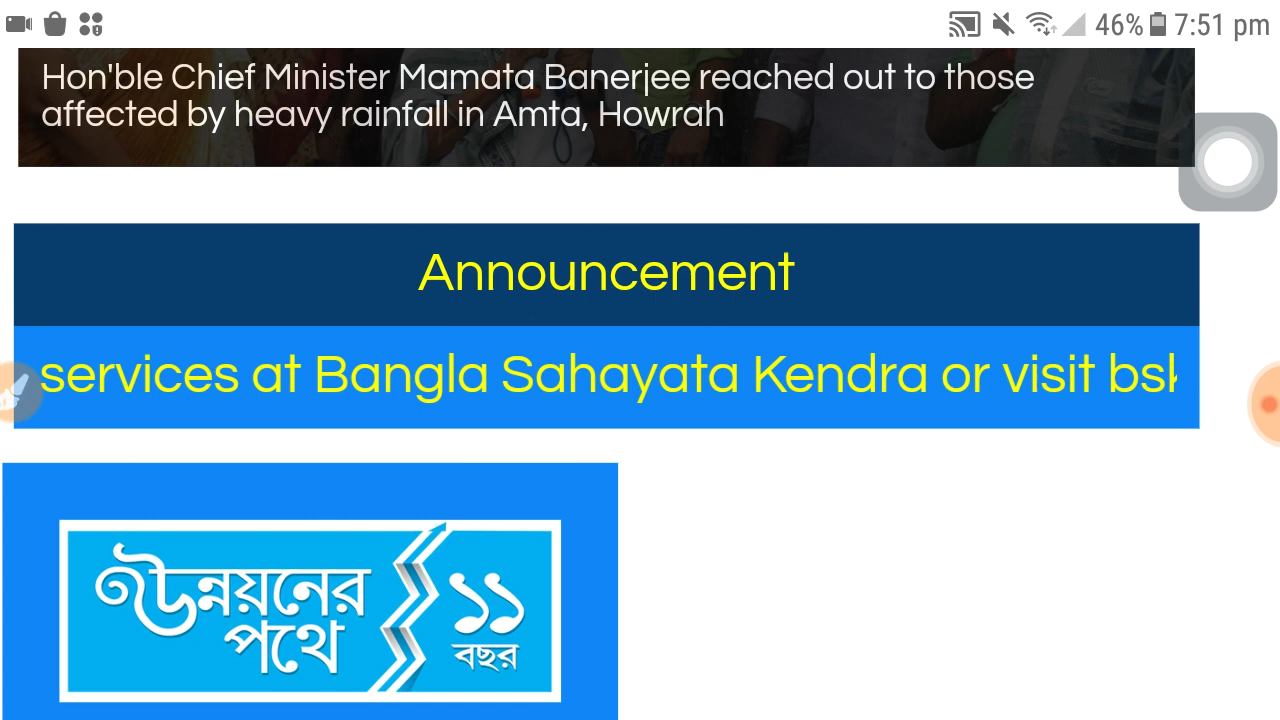 46% 7:51 pm
Hon'ble Chief Minister Mamata Banerjee reached out to those
affected by heavy rainfall in Amta, Howrah
Announcement
services at Bangla Sahayata Kendra or visit
উন্নয়নের
পথে
১১
বছর